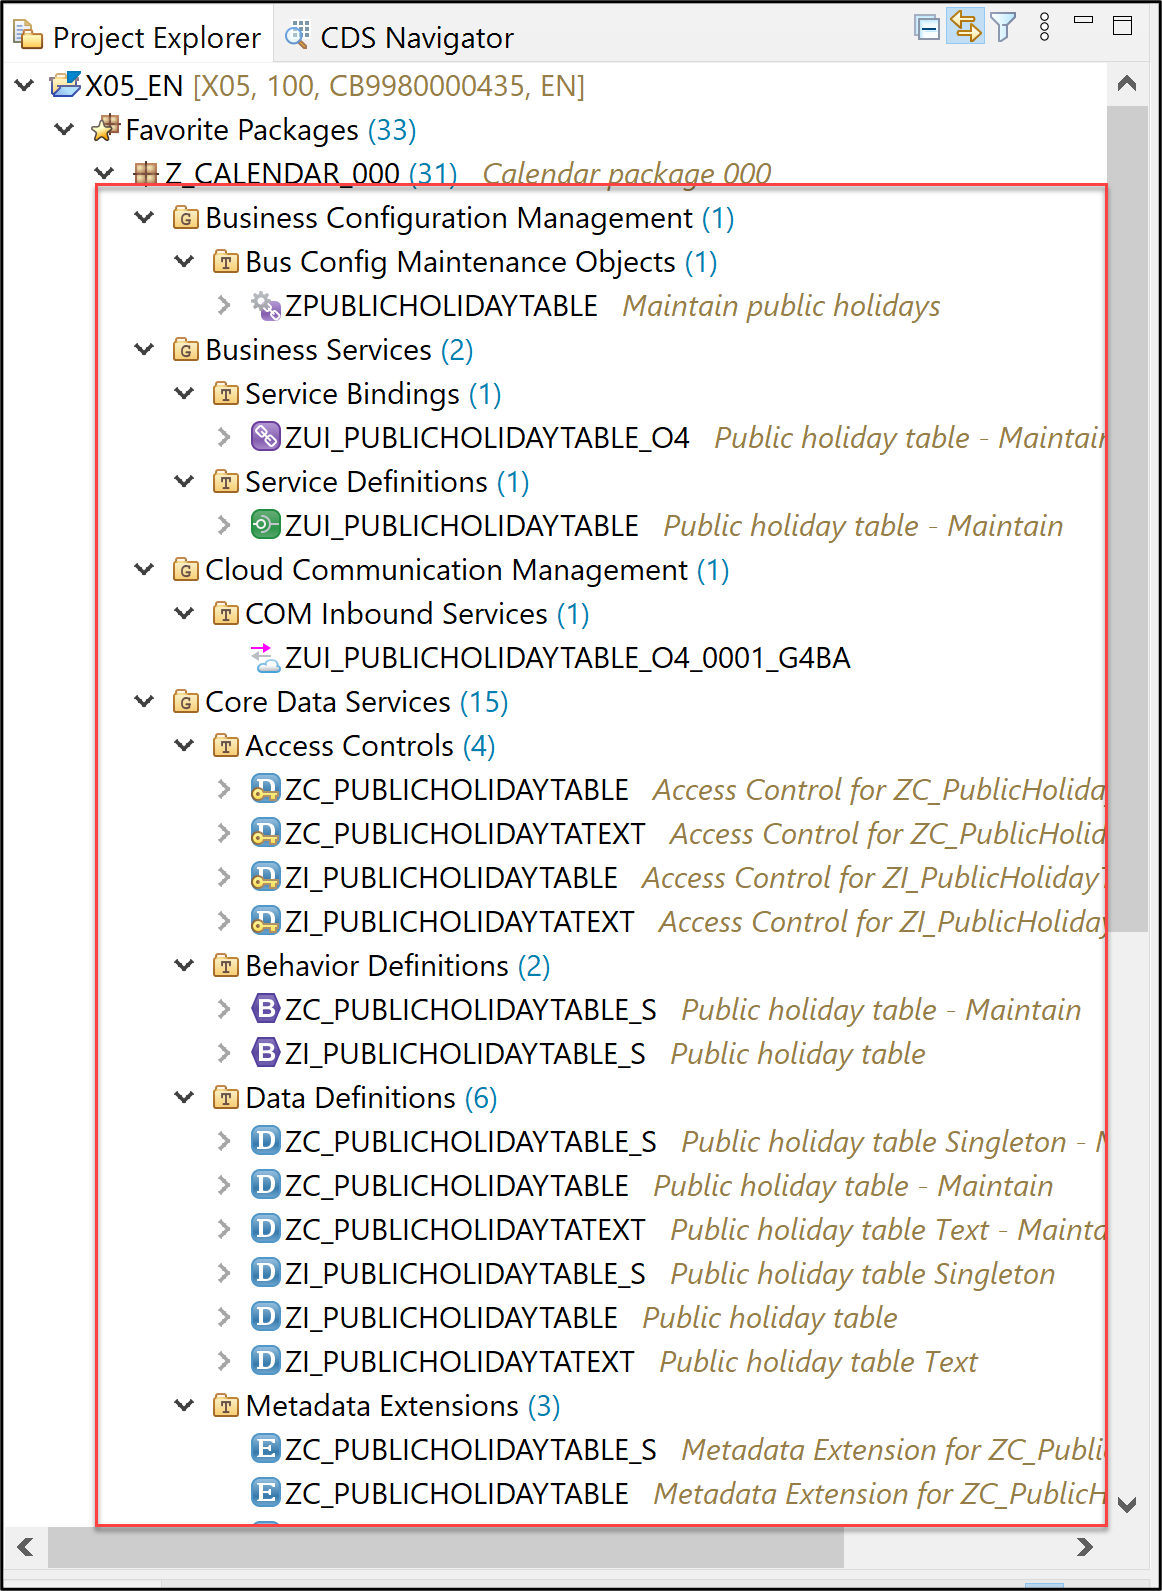 Project Explorer CDS Navigator
X05_EN [X05, 100, CB9980000435, EN]
Favorite Packages (33)
Z_CALENDAR_000 (31) Calendar package 000
G Business Configuration Management (1)
T Bus Config Maintenance Objects (1)
ZPUBLICHOLIDAYTABLE Maintain public holidays
G Business Services (2)
T Service Bindings (1)
ZUI_PUBLICHOLIDAYTABLE_O4 Public holiday table - Maintain
T Service Definitions (1)
ZUI_PUBLICHOLIDAYTABLE Public holiday table - Maintain
G Cloud Communication Management (1)
T COM Inbound Services (1)
ZUI_PUBLICHOLIDAYTABLE_O4_0001_G4BA
G Core Data Services (15)
T Access Controls (4)
D ZC_PUBLICHOLIDAYTABLE Access Control for ZC_PublicHolida
D ZC_PUBLICHOLIDAYTATEXT Access Control for ZC_PublicHolid
D ZI_PUBLICHOLIDAYTABLE Access Control for ZI_PublicHolidayT
D ZI_PUBLICHOLIDAYTATEXT Access Control for ZI_PublicHoliday
T Behavior Definitions (2)
B ZC_PUBLICHOLIDAYTABLE_S Public holiday table - Maintain
B ZI_PUBLICHOLIDAYTABLE_S Public holiday table
T Data Definitions (6)
D ZC_PUBLICHOLIDAYTABLE_S Public holiday table Singleton - M
D ZC_PUBLICHOLIDAYTABLE Public holiday table - Maintain
D ZC_PUBLICHOLIDAYTATEXT Public holiday table Text - Mainta
D ZI_PUBLICHOLIDAYTABLE_S Public holiday table Singleton
D ZI_PUBLICHOLIDAYTABLE Public holiday table
D ZI_PUBLICHOLIDAYTATEXT Public holiday table Text
T Metadata Extensions (3)
E ZC_PUBLICHOLIDAYTABLE_S Metadata Extension for ZC_Publi
E ZC_PUBLICHOLIDAYTABLE Metadata Extension for ZC_PublicH